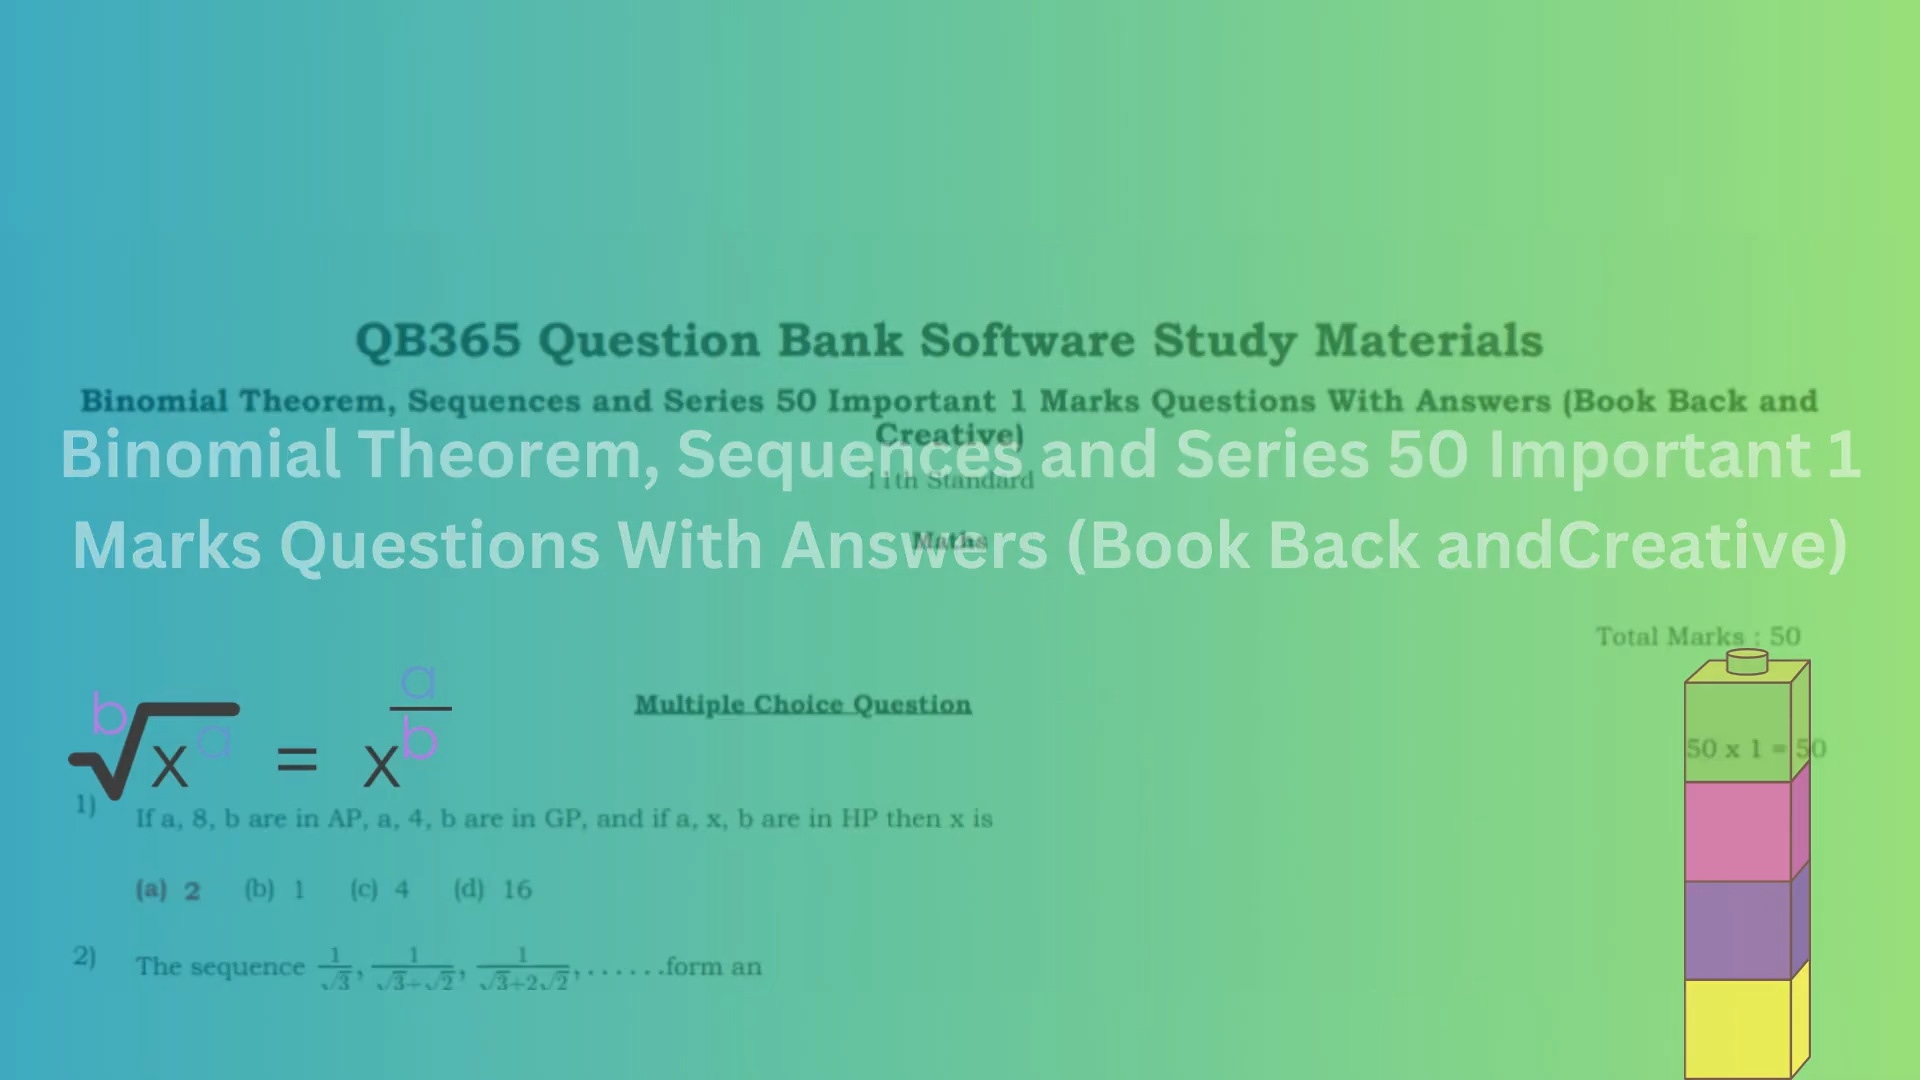 QB365 Question Bank Software Study Materials
Binomial Theorem, Sequences and Series 50 Important 1 Marks Questions With Answers (Book Back and
Creative)
Binomial Theorem, Sequences and Series 50 Important 1
11th Standard
Marks Questions With Answers (Book Back andCreative)
Maths
Total Marks : 50
Multiple Choice Question
b√x^a = x^(a/b)
50 x 1 = 50
1) If a, 8, b are in AP, a, 4, b are in GP, and if a, x, b are in HP then x is
(a) 2 (b) 1 (c) 4 (d) 16
2) The sequence 1/√3, 1/(√3+√2), 1/(√3+2√2), ......form an